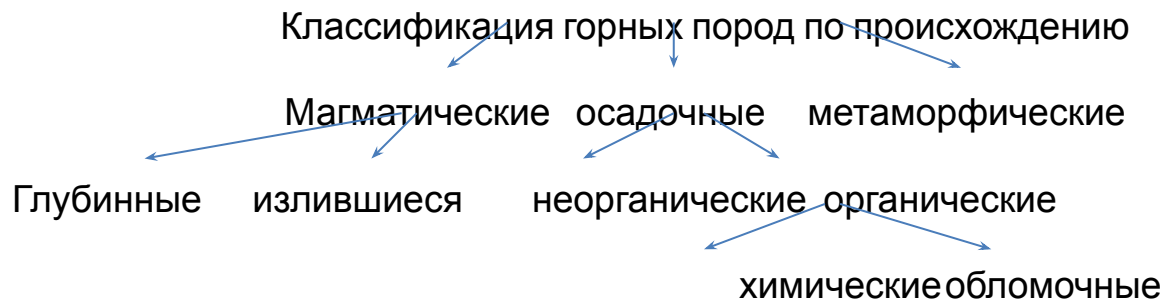 Классификация горных пород по происхождению
Магматические осадочные метаморфические
Глубинные излившиеся неорганические органические
химические обломочные